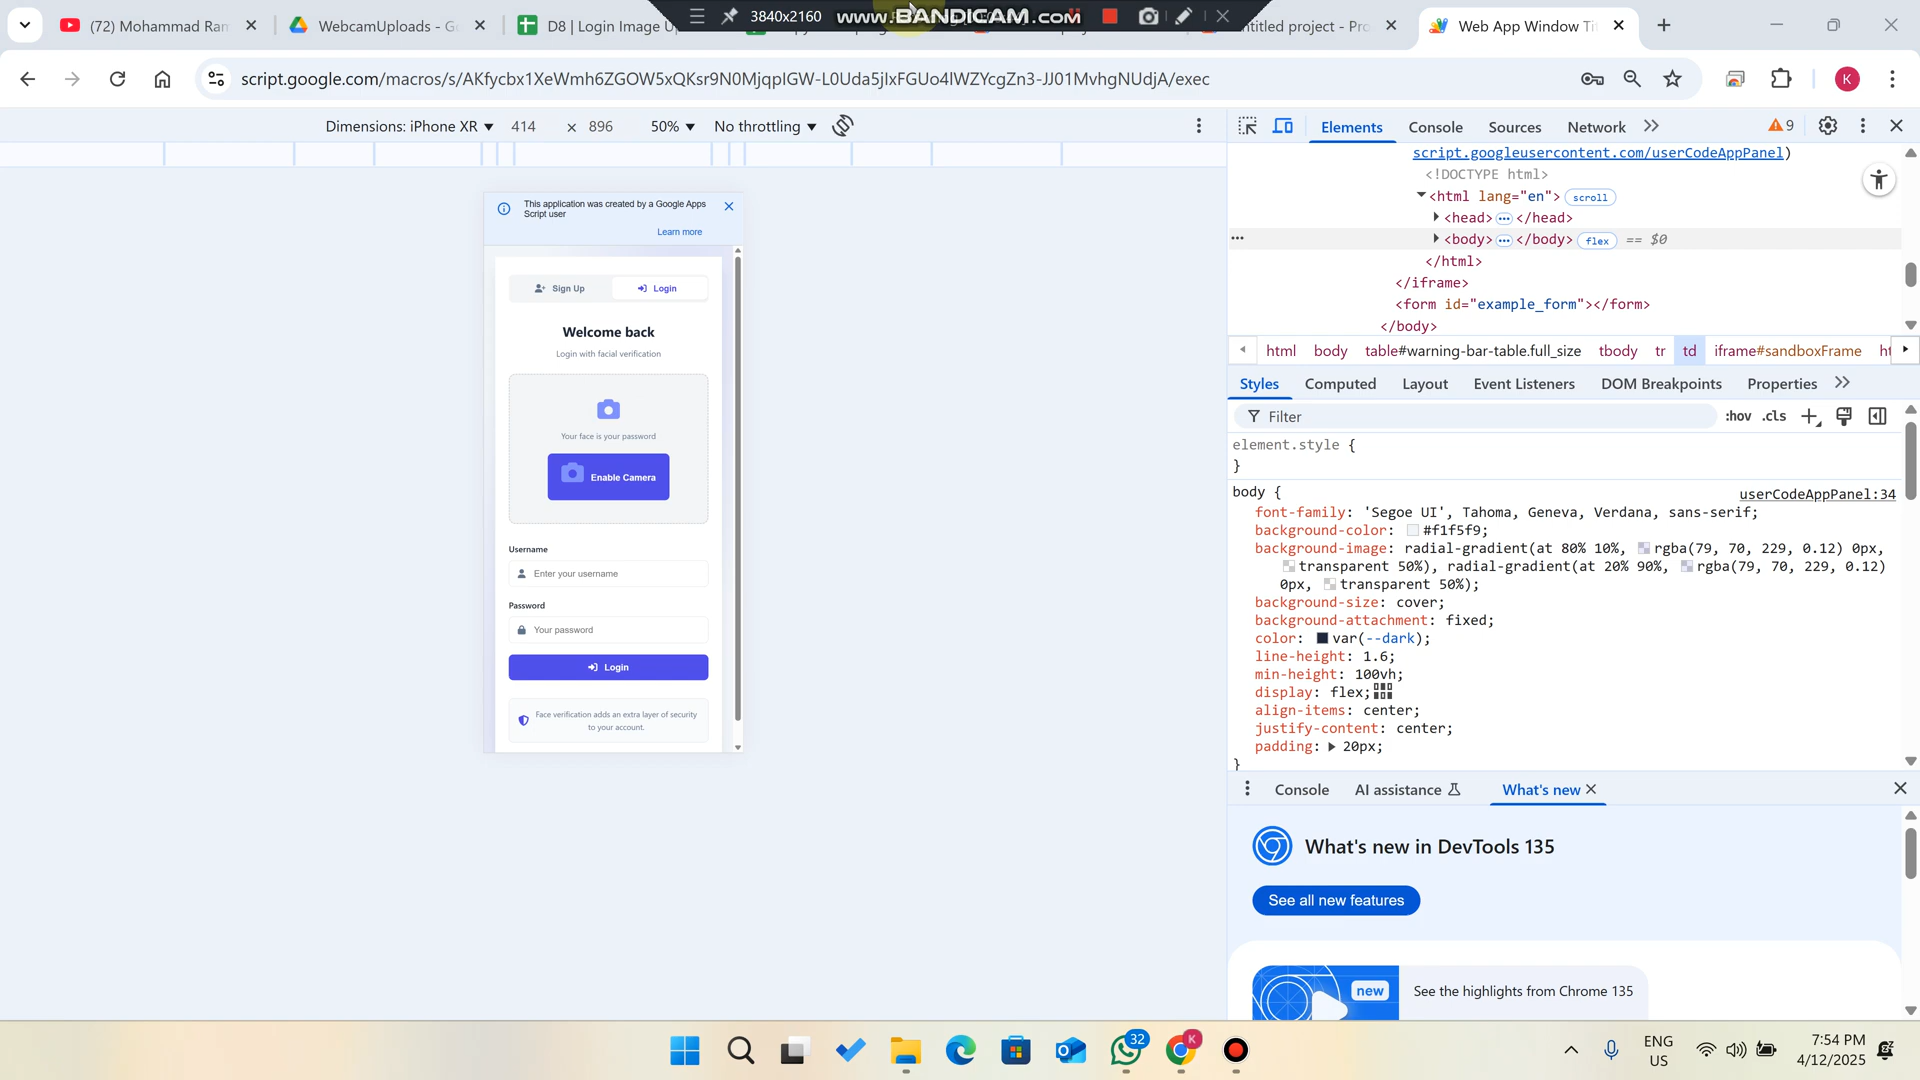 (72) Mohammad Ran
WebcamUploads - Go
D8 | Login Image Up
3840x2160
www.BANDICAM.com
ntitled project - Pro
Web App Window Tit
script.google.com/macros/s/AKfycbx1XeWmh6ZGOW5xQKsr9N0MjqpIGW-L0Uda5jlxFGUo4lWZYcgZn3-JJ01MvhgNUdjA/exec
K
Dimensions: iPhone XR
414
×
896
50%
No throttling
Elements
Console
Sources
Network
9
This application was created by a Google Apps
Script user
Learn more
Sign Up
Login
Welcome back
Login with facial verification
Your face is your password
Enable Camera
Username
Enter your username
Password
Your password
Login
Face verification adds an extra layer of security
to your account.
script.googleusercontent.com/userCodeAppPanel)
<!DOCTYPE html>
<html lang="en"> scroll
<head> </head>
<body> </body> flex == $0
</html>
</iframe>
<form id="example_form"></form>
</body>
html body table#warning-bar-table.full_size tbody tr td iframe#sandboxFrame ht
Styles Computed Layout Event Listeners DOM Breakpoints Properties
Filter
:hov .cls
element.style {
}
body {
userCodeAppPanel:34
font-family: 'Segoe UI', Tahoma, Geneva, Verdana, sans-serif;
background-color: #f1f5f9;
background-image: radial-gradient(at 80% 10%, rgba(79, 70, 229, 0.12) 0px,
transparent 50%), radial-gradient(at 20% 90%, rgba(79, 70, 229, 0.12)
0px, transparent 50%);
background-size: cover;
background-attachment: fixed;
color: var(--dark);
line-height: 1.6;
min-height: 100vh;
display: flex;
align-items: center;
justify-content: center;
padding: 20px;
}
Console
AI assistance
What's new
What's new in DevTools 135
See all new features
new
See the highlights from Chrome 135
32
K
ENG
US
7:54 PM
4/12/2025